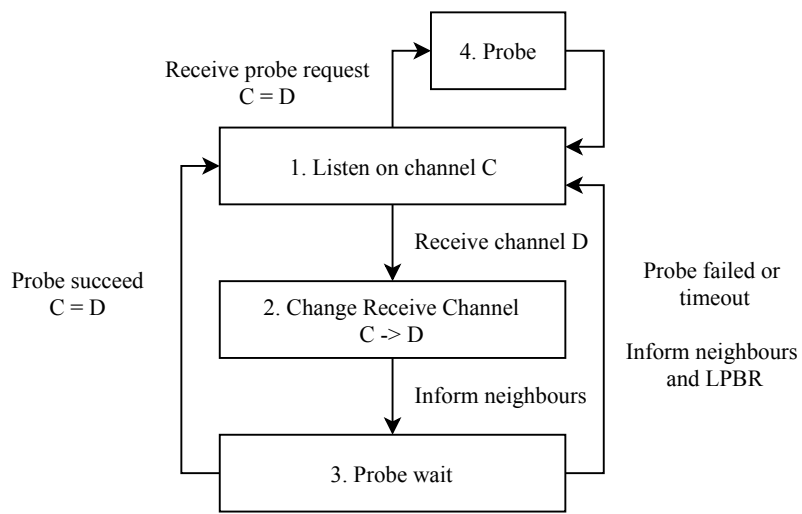 4. Probe
Receive probe request
C = D
1. Listen on channel C
Receive channel D
Probe succeed
C = D
2. Change Receive Channel
C -> D
Probe failed or
timeout
Inform neighbours
and LPBR
Inform neighbours
3. Probe wait